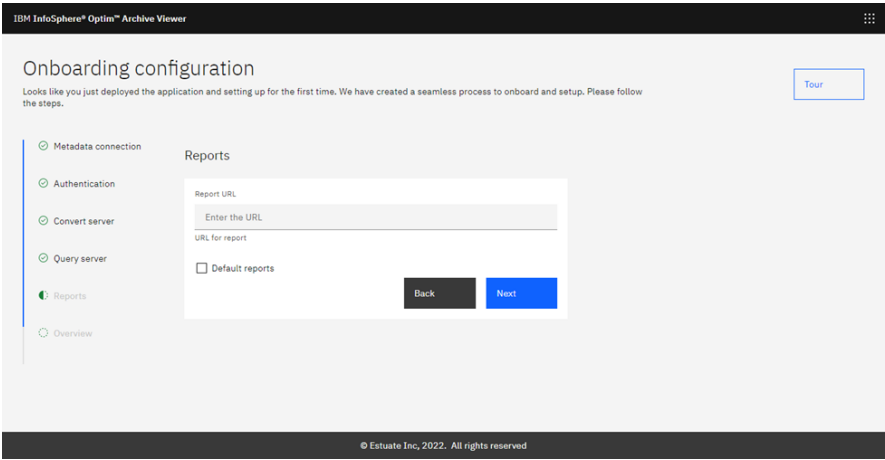 IBM InfoSphere® Optim™ Archive Viewer
Onboarding configuration
Looks like you just deployed the application and setting up for the first time. We have created a seamless process to onboard and setup. Please follow
the steps.
Tour
Metadata connection
Authentication
Convert server
Query server
Reports
Overview
Reports
Report URL
Enter the URL
URL for report
Default reports
Back
Next
© Estuate Inc, 2022. All rights reserved